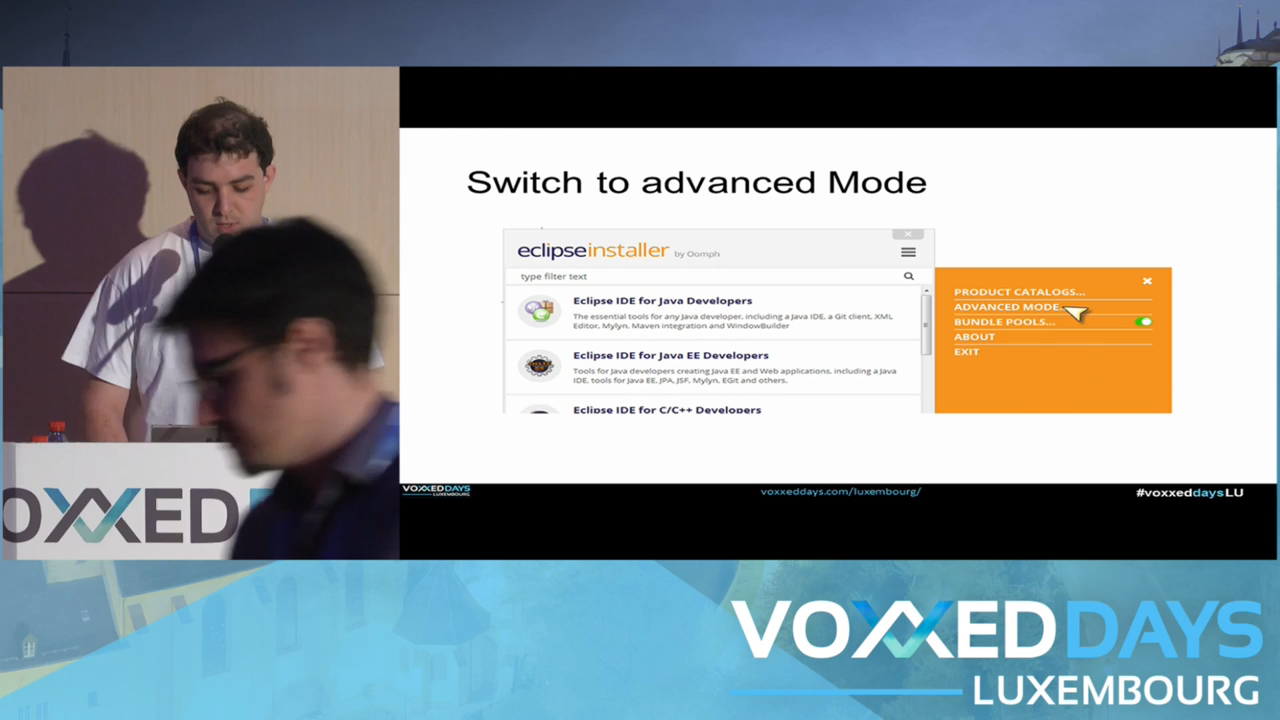 Switch to advanced Mode
eclipseinstaller by Oomph
type filter text
Eclipse IDE for Java Developers
The essential tools for any Java developer, including a Java IDE, a Git client, XML
Editor, Mylyn, Maven integration and WindowBuilder
Eclipse IDE for Java EE Developers
Tools for Java developers creating Java EE and Web applications, including a Java
IDE, tools for Java EE, JPA, JSF, Mylyn, EGit and others.
Eclipse IDE for C/C++ Developers
PRODUCT CATALOGS...
ADVANCED MODE...
BUNDLE POOLS...
ABOUT
EXIT
VOXXED DAYS
LUXEMBOURG
voxxeddays.com/luxembourg/
#voxxeddaysLU
VOXXED
VOXXED DAYS
LUXEMBOURG